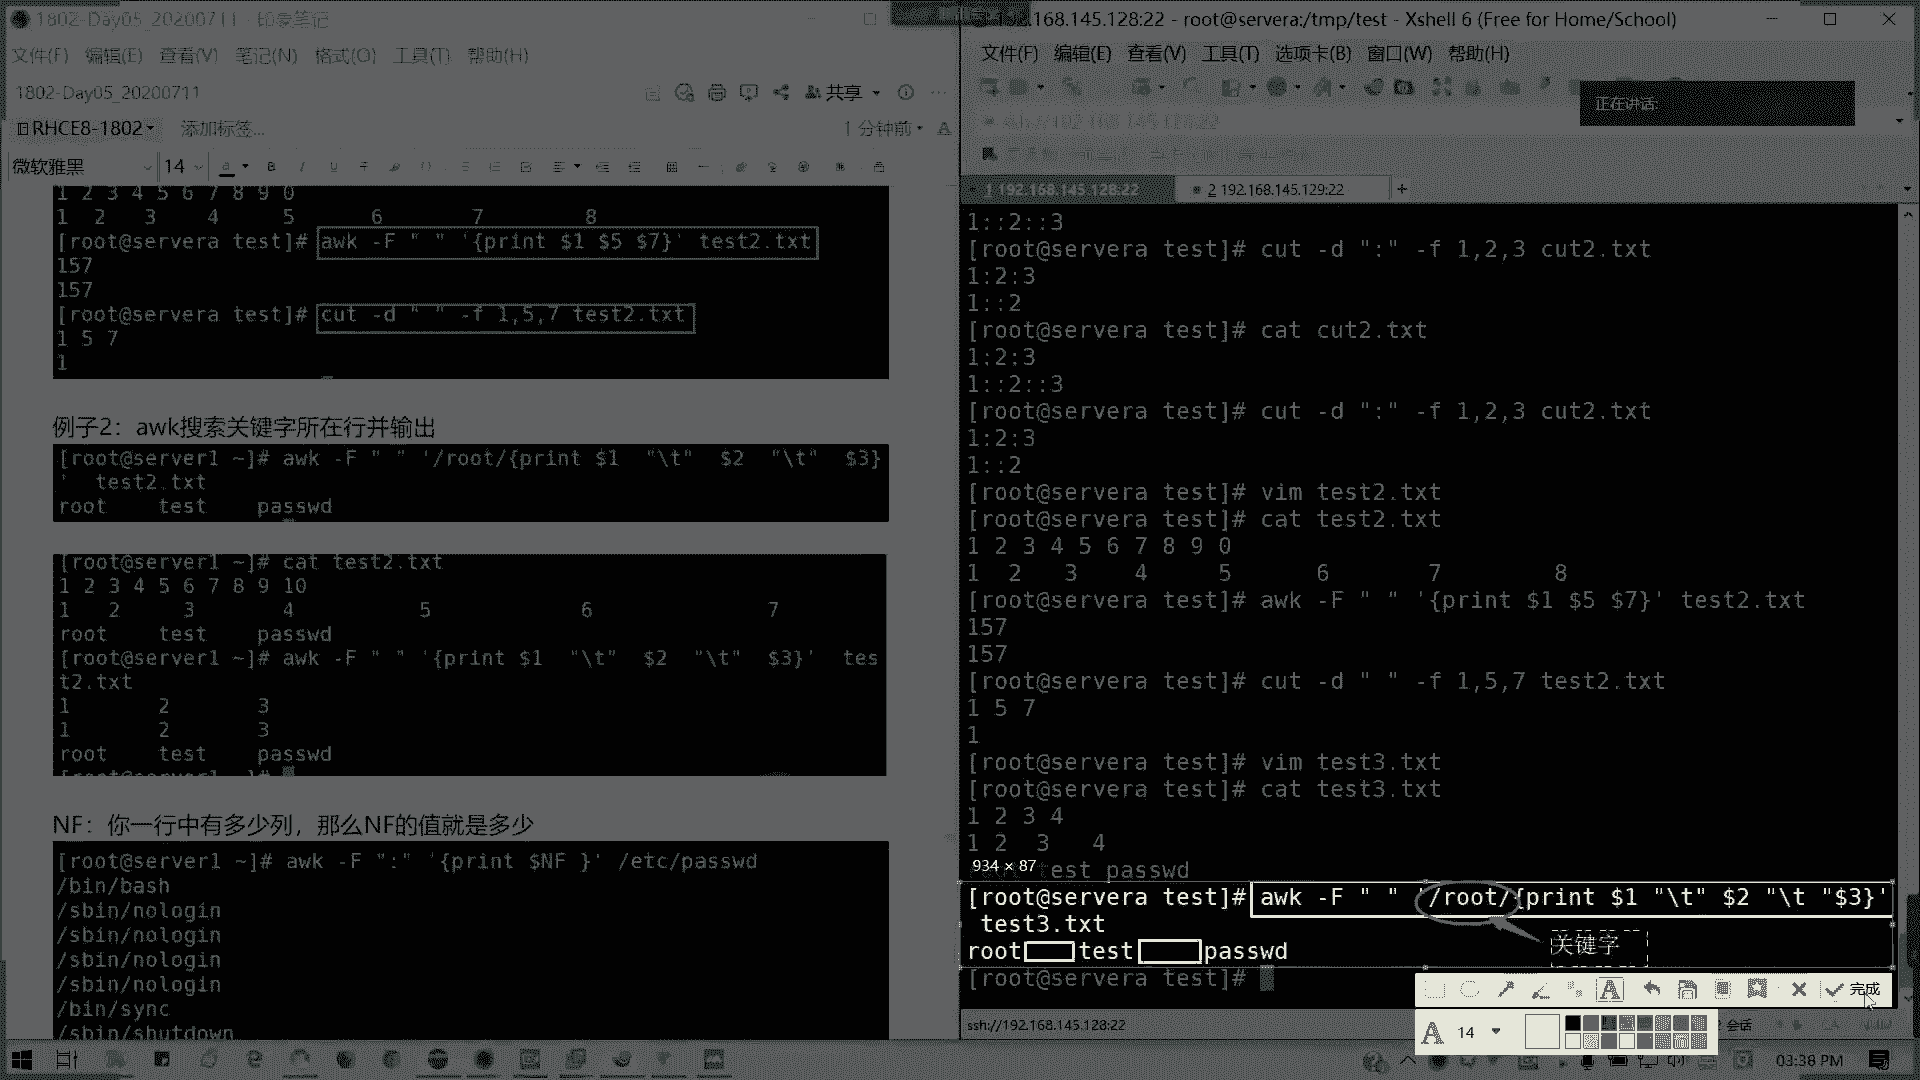 1802-Day05_20200711 - 印象笔记
文件(F) 编辑(E) 查看(V) 笔记(N) 格式(O) 工具(T) 帮助(H)
1802-Day05_20200711
共享
RHCE8-1802
添加标签...
1 分钟前
微软雅黑
14
1 2 3 4 5 6 7 8 9 0
1 2 3 4 5 6 7 8
[root@servera test]# awk -F " " '{print $1 $5 $7}' test2.txt
157
157
[root@servera test]# cut -d " " -f 1,5,7 test2.txt
1 5 7
1
例子2：awk搜索关键字所在行并输出
[root@server1 ~]# awk -F " " '/root/{print $1 "\t" $2 "\t" $3}
' test2.txt
root test passwd
[root@server1 ~]# cat test2.txt
1 2 3 4 5 6 7 8 9 10
1 2 3 4 5 6 7
root test passwd
[root@server1 ~]# awk -F " " '{print $1 "\t" $2 "\t" $3}' tes
t2.txt
1 2 3
1 2 3
root test passwd
NF：你一行中有多少列，那么NF的值就是多少
[root@server1 ~]# awk -F ":" '{print $NF }' /etc/passwd
/bin/bash
/sbin/nologin
/sbin/nologin
/sbin/nologin
/sbin/nologin
/bin/sync
/sbin/shutdown
192.168.145.128:22 - root@servera:/tmp/test - Xshell 6 (Free for Home/School)
文件(F) 编辑(E) 查看(V) 工具(T) 选项卡(B) 窗口(W) 帮助(H)
正在讲话:
ssh://192.168.145.128:22
1 192.168.145.128:22
2 192.168.145.129:22
1::2::3
[root@servera test]# cut -d ":" -f 1,2,3 cut2.txt
1:2:3
1::2
[root@servera test]# cat cut2.txt
1:2:3
1::2::3
[root@servera test]# cut -d ":" -f 1,2,3 cut2.txt
1:2:3
1::2
[root@servera test]# vim test2.txt
[root@servera test]# cat test2.txt
1 2 3 4 5 6 7 8 9 0
1 2 3 4 5 6 7 8
[root@servera test]# awk -F " " '{print $1 $5 $7}' test2.txt
157
157
[root@servera test]# cut -d " " -f 1,5,7 test2.txt
1 5 7
1
[root@servera test]# vim test3.txt
[root@servera test]# cat test3.txt
1 2 3 4
1 2 3 4
test passwd
934 × 87
[root@servera test]# awk -F " " '/root/{print $1 "\t" $2 "\t "$3}'
test3.txt
root test passwd
关键字
[root@servera test]#
完成
ssh://192.168.145.128:22
会话
14
03:38 PM